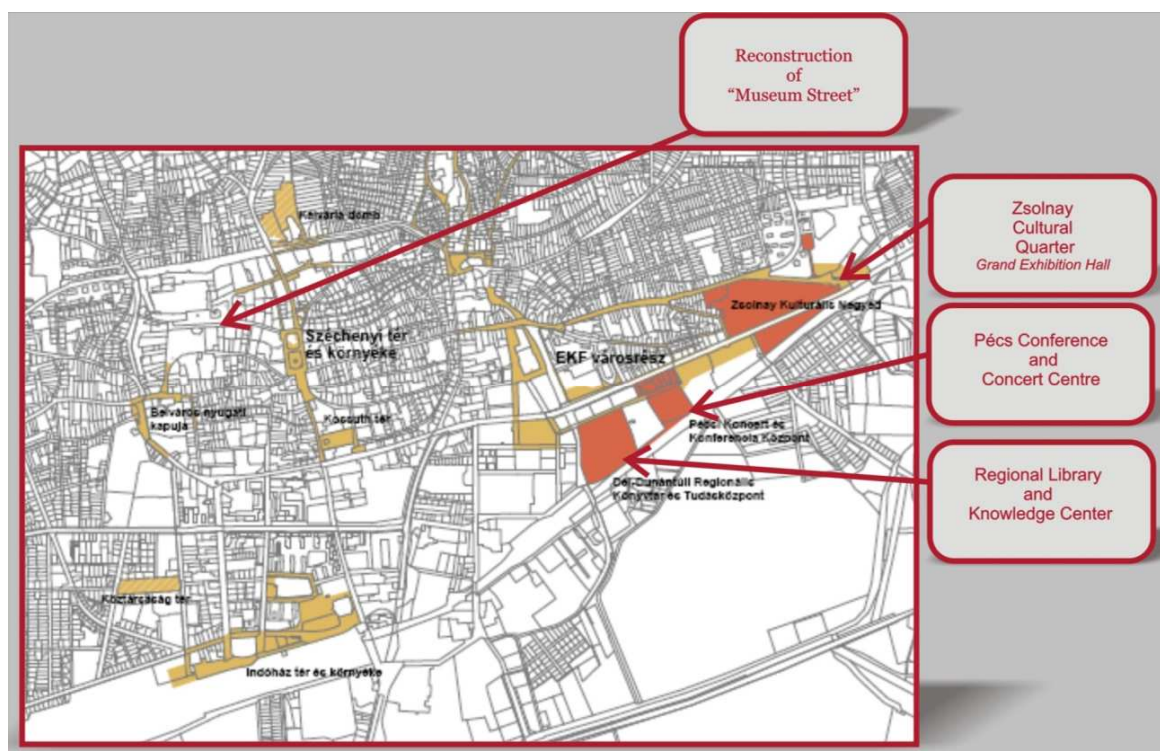 Reconstruction
of
“Museum Street”
Zsolnay
Cultural
Quarter
Grand Exhibition Hall
Pécs Conference
and
Concert Centre
Regional Library
and
Knowledge Center
Kálvária domb
Zsolnay Kulturális Negyed
Széchenyi tér
és környéke
EKF városrész
Belváros nyugati
kapuja
Kossuth tér
Pécsi Koncert és
Konferencia Központ
Dél-Dunántúli Regionális
Könyvtár és Tudásközpont
Köztársaság tér
Indóház tér és környéke